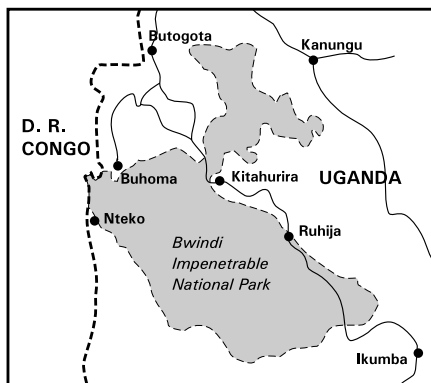 Butogota
Kanungu
D. R.
CONGO
Buhoma
Kitahurira
UGANDA
Nteko
Ruhija
Bwindi
Impenetrable
National Park
Ikumba